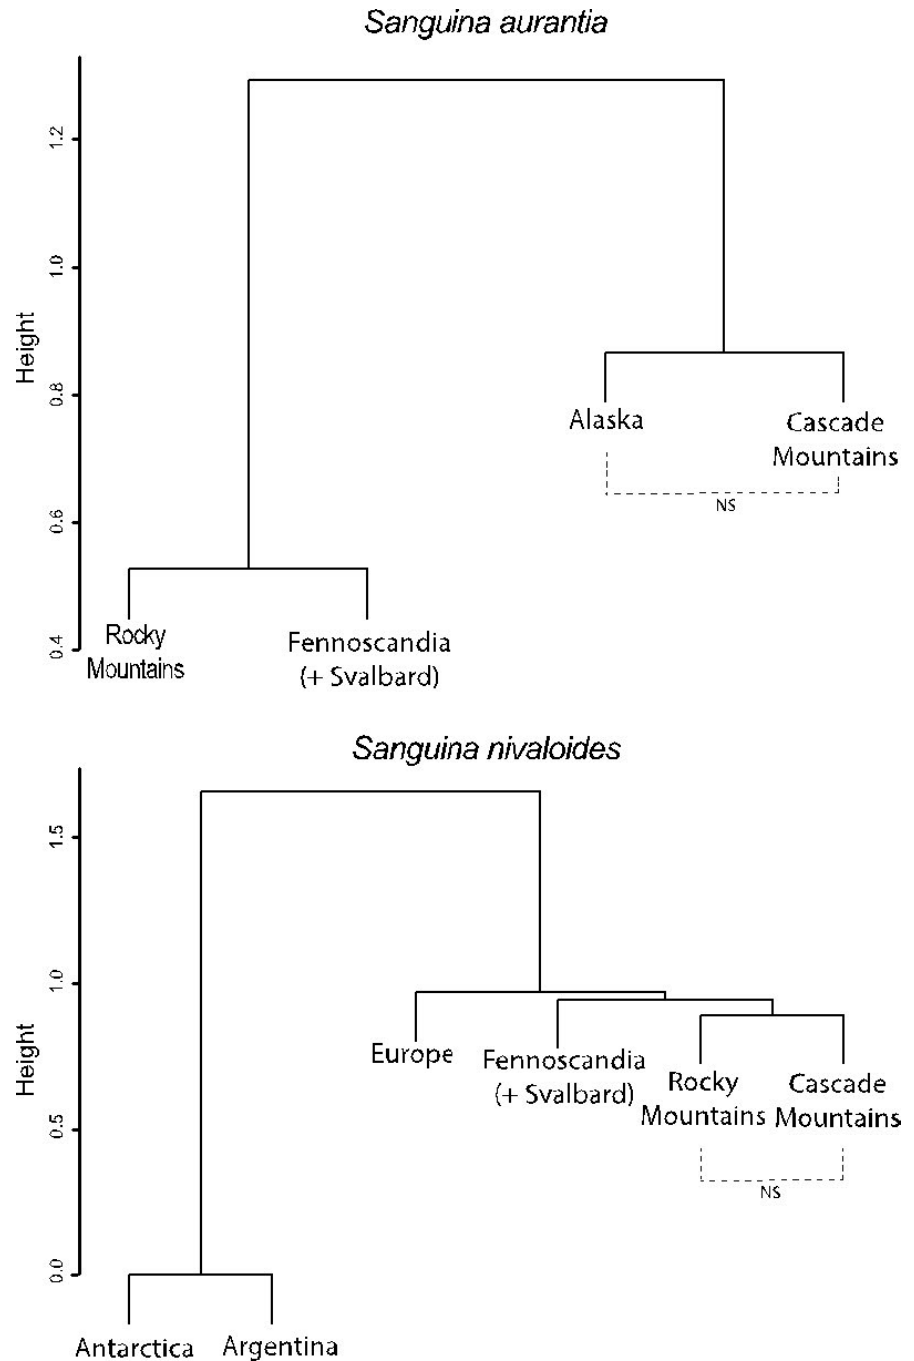 Sanguina aurantia
Height
1.2
1.0
0.8
0.6
0.4
Alaska
Cascade
Mountains
NS
Rocky
Mountains
Fennoscandia
(+ Svalbard)
Sanguina nivaloides
Height
1.5
1.0
0.5
0.0
Europe
Fennoscandia
(+ Svalbard)
Rocky
Mountains
Cascade
Mountains
NS
Antarctica
Argentina